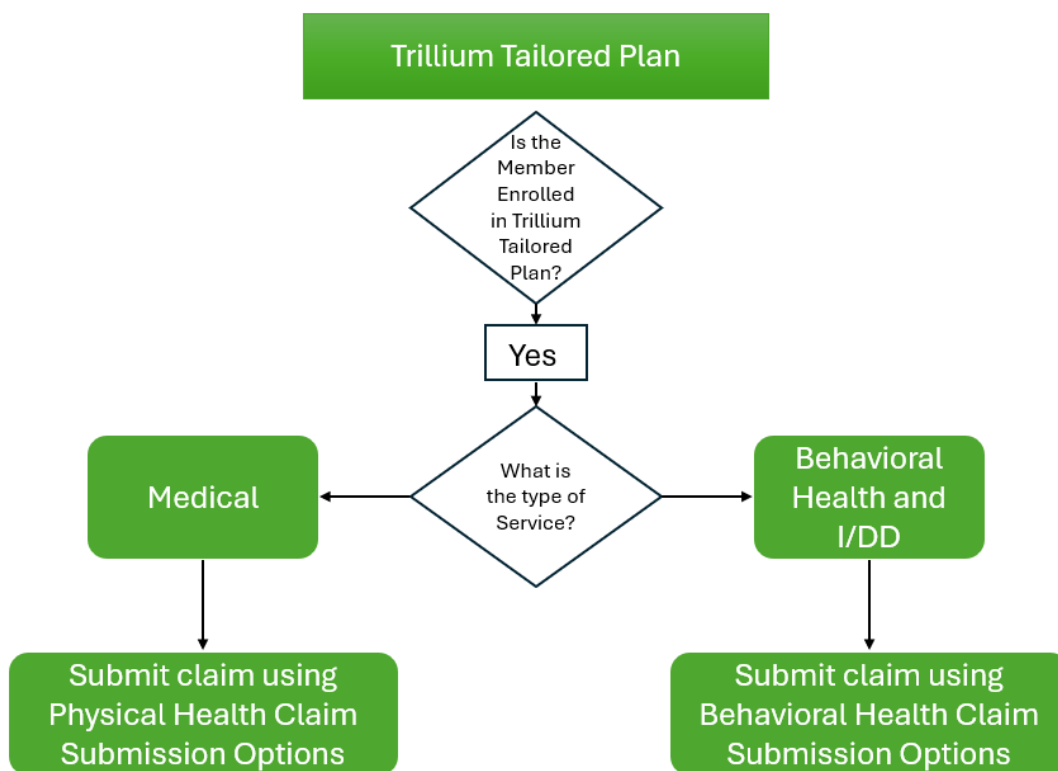 Trillium Tailored Plan
Is the
Member
Enrolled
in Trillium
Tailored
Plan?
Yes
What is
the type of
Service?
Medical
Behavioral
Health and
I/DD
Submit claim using
Physical Health Claim
Submission Options
Submit claim using
Behavioral Health Claim
Submission Options